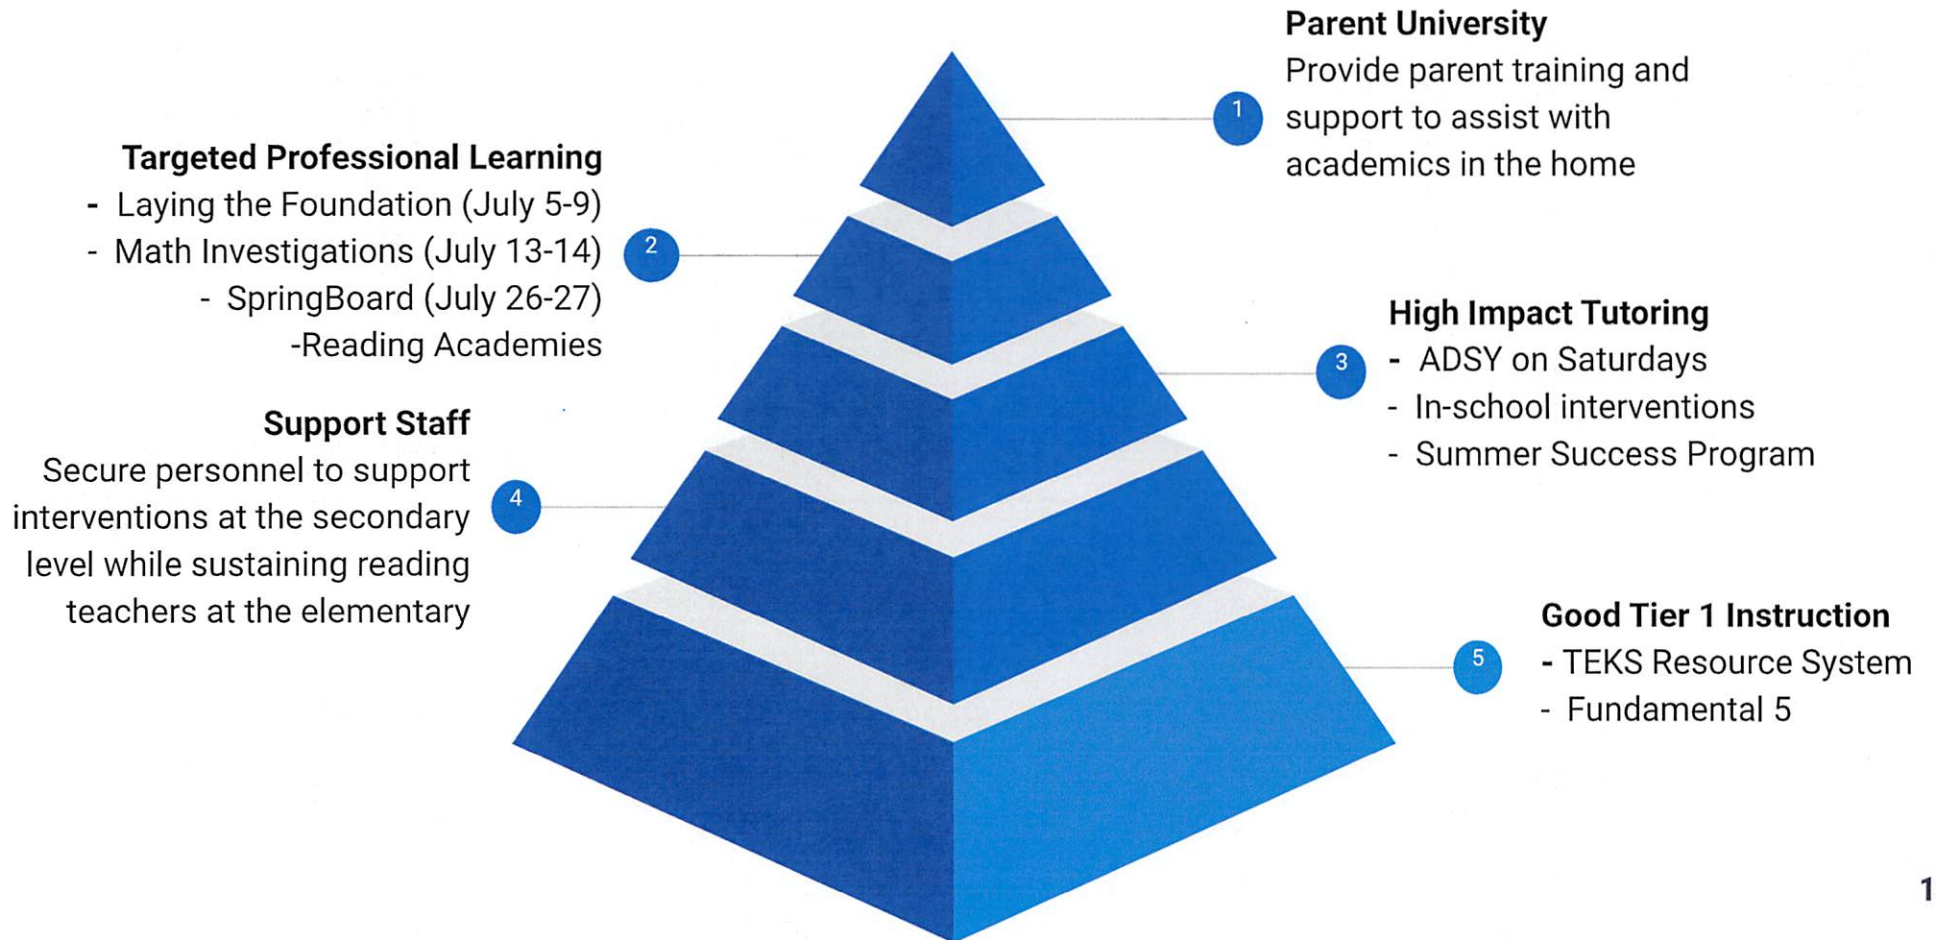 Parent University
Provide parent training and
support to assist with
academics in the home
1
Targeted Professional Learning
- Laying the Foundation (July 5-9)
- Math Investigations (July 13-14)
- SpringBoard (July 26-27)
-Reading Academies
2
High Impact Tutoring
- ADSY on Saturdays
- In-school interventions
- Summer Success Program
3
Support Staff
Secure personnel to support
interventions at the secondary
level while sustaining reading
teachers at the elementary
4
Good Tier 1 Instruction
- TEKS Resource System
- Fundamental 5
5
1